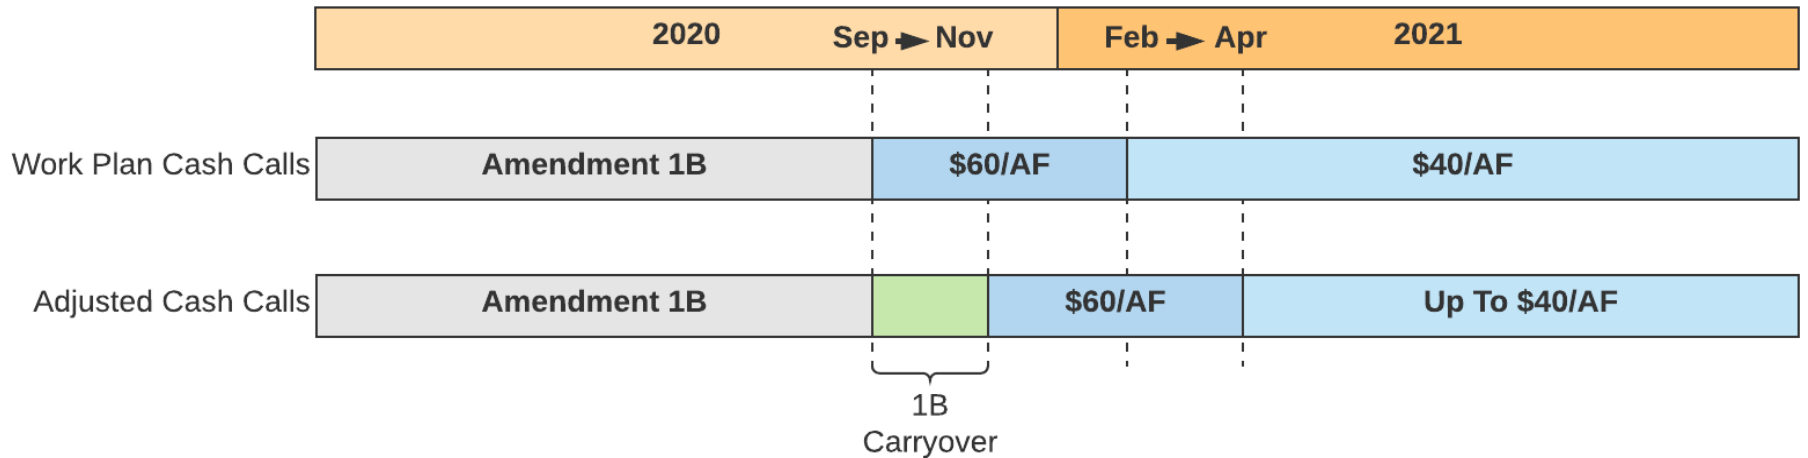 2020 Sep Nov Feb Apr 2021
Work Plan Cash Calls Amendment 1B $60/AF $40/AF
Adjusted Cash Calls Amendment 1B $60/AF Up To $40/AF
1B
Carryover